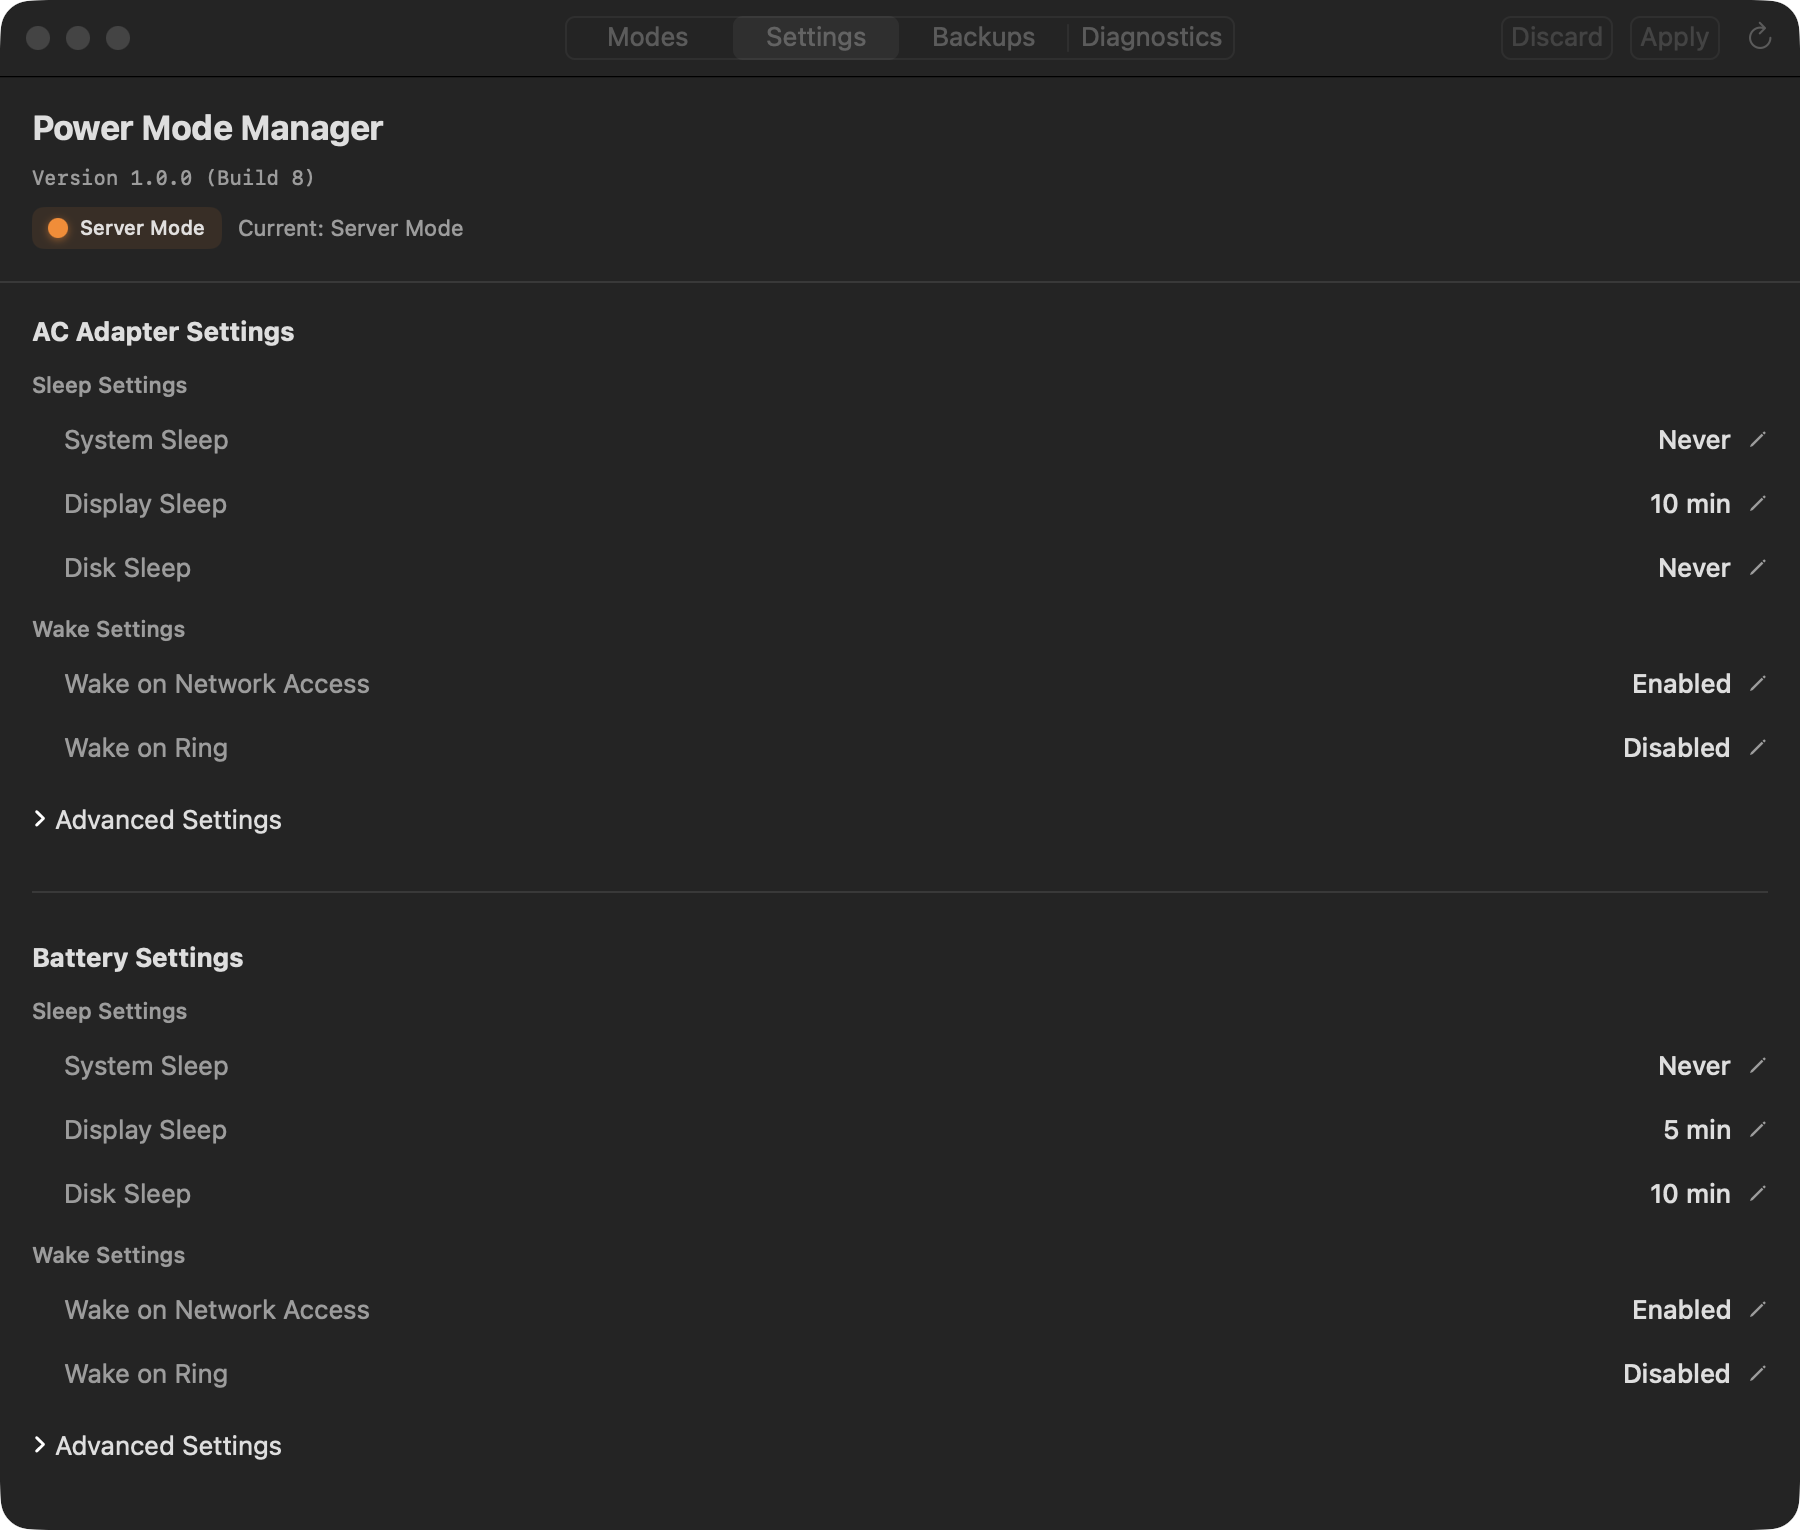 Modes Settings Backups Diagnostics Discard Apply
Power Mode Manager
Version 1.0.0 (Build 8)
Server Mode Current: Server Mode
AC Adapter Settings
Sleep Settings
System Sleep Never
Display Sleep 10 min
Disk Sleep Never
Wake Settings
Wake on Network Access Enabled
Wake on Ring Disabled
Advanced Settings
Battery Settings
Sleep Settings
System Sleep Never
Display Sleep 5 min
Disk Sleep 10 min
Wake Settings
Wake on Network Access Enabled
Wake on Ring Disabled
Advanced Settings